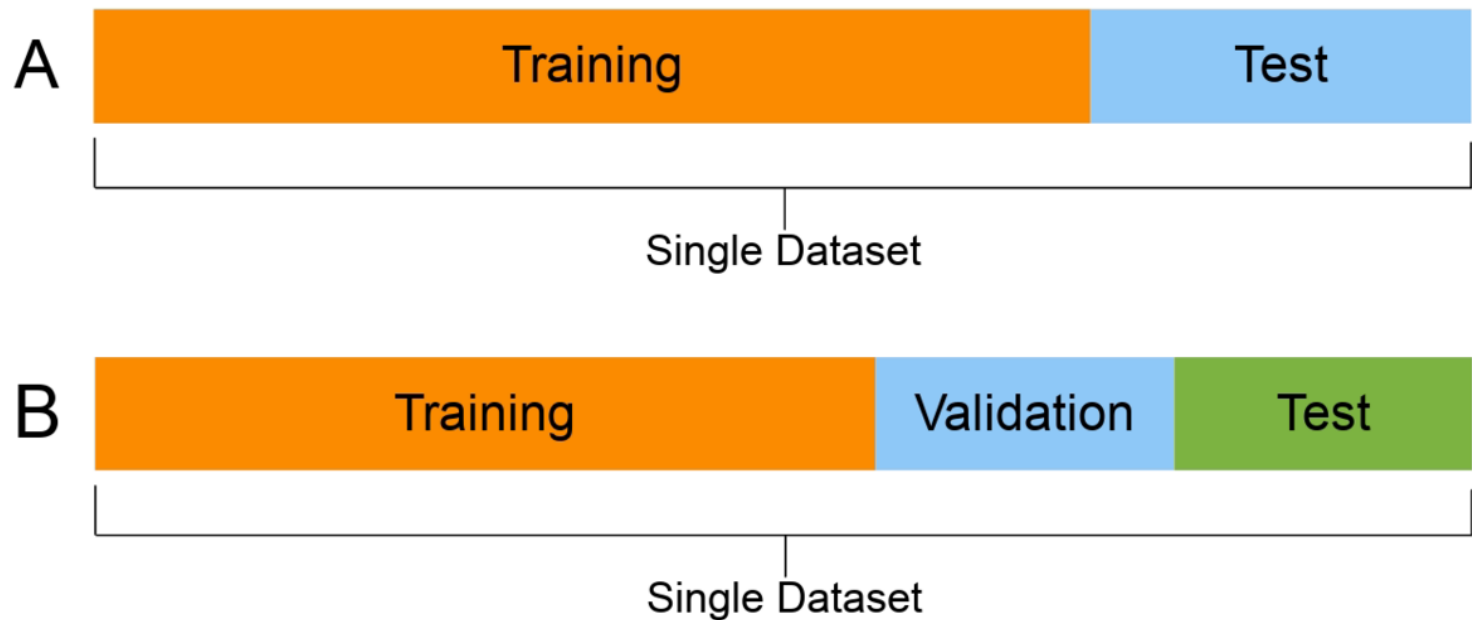 A Training Test
Single Dataset
B Training Validation Test
Single Dataset